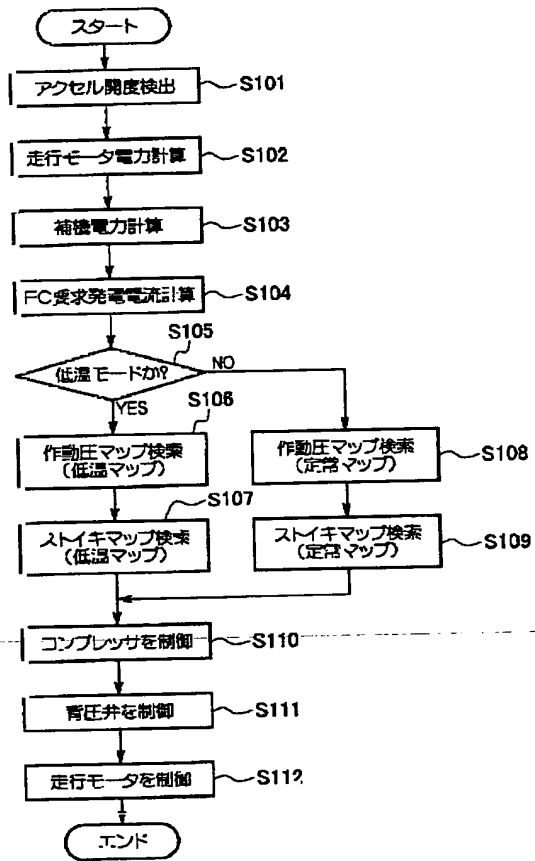 スタート
アクセル開度検出
S101
走行モータ電力計算
S102
補機電力計算
S103
FC要求発電電流計算
S104
低温モードか?
S105
NO
YES
作動圧マップ検索
(低温マップ)
S106
ストイキマップ検索
(低温マップ)
S107
作動圧マップ検索
(定常マップ)
S108
ストイキマップ検索
(定常マップ)
S109
コンプレッサを制御
S110
背圧弁を制御
S111
走行モータを制御
S112
エンド